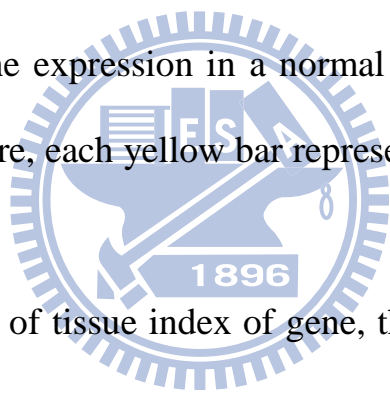 ne expression in a normal
re, each yellow bar represe
E S A
1896
of tissue index of gene, th